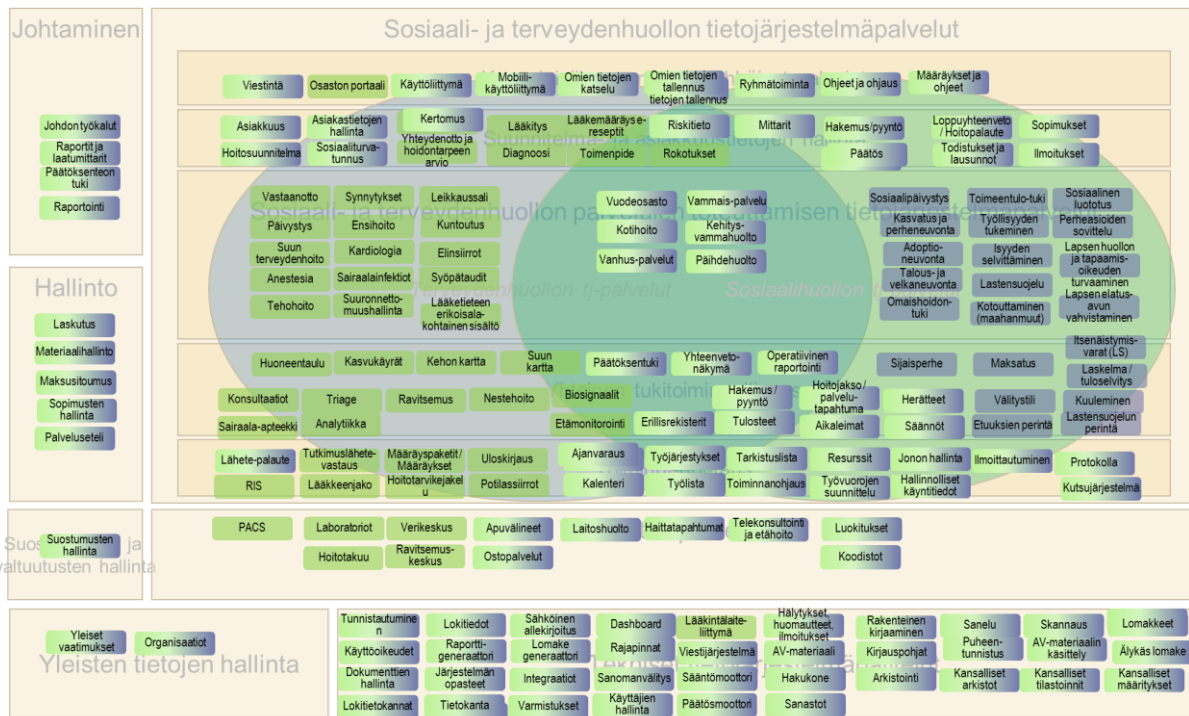 Johtaminen
Johdon työkalut
Raportit ja
laatumittarit
Päätöksenteon
tuki
Raportointi
Hallinto
Laskutus
Materiaalihallinto
Maksusitoumus
Sopimusten
hallinta
Palveluseteli
Sosiaali- ja terveydenhuollon tietojärjestelmäpalvelut
Viestintä
Osaston portaali
Käyttöliittymä
Mobiili-
käyttöliittymä
Omien tietojen
katselu
Omien tietojen
tallennus
tietojen tallennus
Ryhmätoiminta
Ohjeet ja ohjaus
Määräykset ja
ohjeet
Asiakkuus
Asiakastietojen
hallinta
Kertomus
Lääkitys
Lääkemääräys e-
reseptit
Riskitieto
Mittarit
Hakemus/pyyntö
Loppuyhteenveto
/ Hoitopalaute
Sopimukset
Hoitosuunnitelma
Sosiaaliturva-
tunnus
Yhteydenotto ja
hoidontarpeen
arvio
Diagnoosi
Toimenpide
Rokotukset
Päätös
Todistukset ja
lausunnot
Ilmoitukset
Vastaanotto
Synnytykset
Leikkaussali
Päivystys
Ensihoito
Kuntoutus
Suun
terveydenhoito
Kardiologia
Elinsiirrot
Anestesia
Sairaalainfektiot
Syöpätaudit
Tehohoito
Suuronnetto-
muushallinta
Lääketieteen
erikoisala-
kohtainen sisältö
Vuodeosasto
Vammais-palvelu
Kotihoito
Kehitys-
vammahuolto
Vanhus-palvelut
Päihdehuolto
Terveydenhuollon tj-palvelut
Sosiaalihuollon
Sosiaalipäivystys
Toimeentulo-tuki
Sosiaalinen
luototus
Kasvatus ja
perheneuvonta
Työllisyyden
tukeminen
Perheasioiden
sovittelu
Adoptio-
neuvonta
Isyyden
selvittäminen
Lapsen huollon
ja tapaamis-
oikeuden
turvaaminen
Talous- ja
velkaneuvonta
Lastensuojelu
Omaishoidon-
tuki
Kotouttaminen
(maahanmuut)
Lapsen elatus-
avun
vahvistaminen
Huoneentaulu
Kasvukäyrät
Kehon kartta
Suun
kartta
Päätöksentuki
Yhteenveto-
näkymä
Operatiivinen
raportointi
Sijaisperhe
Maksatus
Itsenäistymis-
varat (LS)
Laskelma /
tuloselvitys
Konsultaatiot
Triage
Ravitsemus
Nestehoito
Biosignaalit
Hakemus /
pyyntö
Hoitojakso /
palvelu-
tapahtuma
Herätteet
Välitystili
Kuuleminen
Sairaala-apteekki
Analytiikka
Etämonitorointi
Erillisrekisterit
Tulosteet
Aikaleimat
Säännöt
Etuuksien perintä
Lastensuojelun
perintä
Lähete-palaute
Tutkimuslähete-
vastaus
Määräyspaketit /
Määräykset
Uloskirjaus
Ajanvaraus
Työjärjestykset
Tarkistuslista
Resurssit
Jonon hallinta
Ilmoittautuminen
Protokolla
RIS
Lääkkeenjako
Hoitotarvikejakel
u
Potilassiirrot
Kalenteri
Työlista
Toiminnanohjaus
Työvuorojen
suunnittelu
Hallinnolliset
käyntitiedot
Kutsujärjestelmä
Suostumusten
hallinta
valtuutusten hallinta
PACS
Laboratoriot
Verikeskus
Apuvälineet
Laitoshuolto
Haittatapahtumat
Telekonsultointi
ja etähoito
Luokitukset
Hoitotakuu
Ravitsemus-
keskus
Ostopalvelut
Koodistot
Yleiset
vaatimukset
Organisaatiot
Yleisten tietojen hallinta
Tunnistautumine
n
Lokitiedot
Sähköinen
allekirjoitus
Dashboard
Lääkintälaite-
liittymä
Hälytykset,
huomautteet,
ilmoitukset
Rakenteinen
kirjaaminen
Sanelu
Skannaus
Lomakkeet
Käyttöoikeudet
Raportti-
generaattori
Lomake
generaattori
Rajapinnat
Viestijärjestelmä
AV-materiaali
Kirjauspohjat
Puheen-
tunnistus
AV-materiaalin
käsittely
Älykäs lomake
Dokumenttien
hallinta
Järjestelmän
opasteet
Integraatiot
Sanomanvälitys
Sääntömoottori
Hakukone
Arkistointi
Kansalliset
arkistot
Kansalliset
tilastoinnit
Kansalliset
määritykset
Lokitietokannat
Tietokanta
Varmistukset
Käyttäjien
hallinta
Päätösmoottori
Sanastot